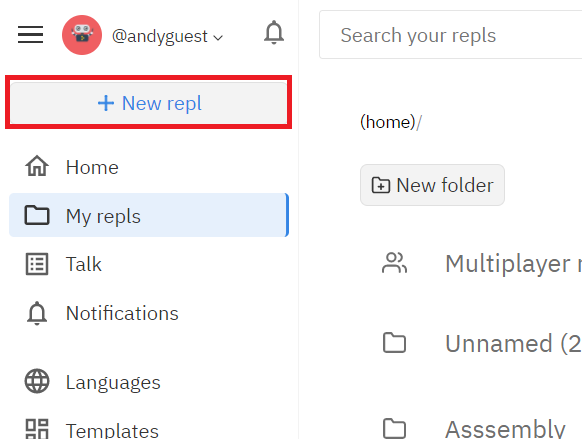 @andyguest
+ New repl
Home
My repls
Talk
Notifications
Languages
Templates
Search your repls
(home)/
New folder
Multiplayer
Unnamed (2
Asssembly